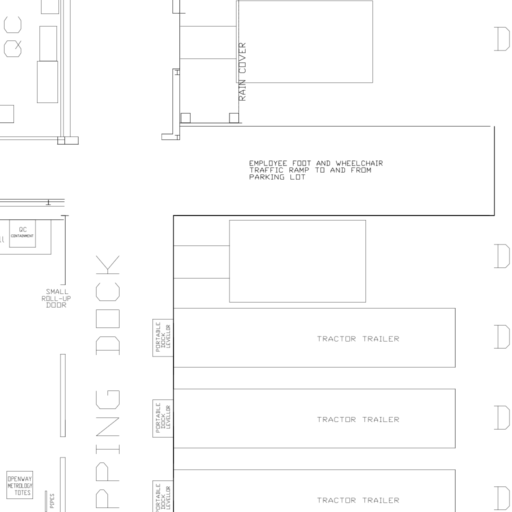 QC
RAIN COVER
EMPLOYEE FOOT AND WHEELCHAIR
TRAFFIC RAMP TO AND FROM
PARKING LOT
QC
CONTAINMENT
SMALL
ROLL-UP
DOOR
PPING DOCK
PORTABLE
DOCK
LEVELLOR
TRACTOR TRAILER
PORTABLE
DOCK
LEVELLOR
TRACTOR TRAILER
PORTABLE
DOCK
LEVELLOR
TRACTOR TRAILER
OPENWAY
METROLOGY
TOTES
PIPES
D
D
D
D
D